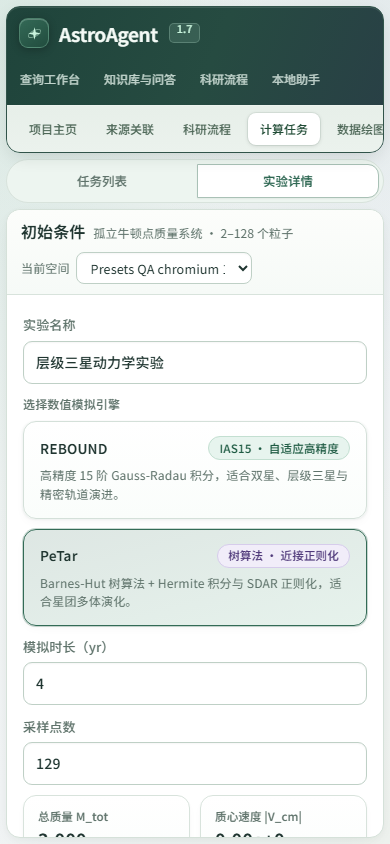 AstroAgent 1.7
查询工作台 知识库与问答 科研流程 本地助手
项目主页 来源关联 科研流程 计算任务 数据绘图
任务列表 实验详情
初始条件 孤立牛顿点质量系统 · 2–128 个粒子
当前空间 Presets QA chromium
实验名称
层级三星动力学实验
选择数值模拟引擎
REBOUND IAS15 · 自适应高精度
高精度 15 阶 Gauss-Radau 积分，适合双星、层级三星与
精密轨道演进。
PeTar 树算法 · 近接正则化
Barnes-Hut 树算法 + Hermite 积分与 SDAR 正则化，适
合星团多体演化。
模拟时长（yr）
4
采样点数
129
总质量 M_tot 质心速度 |V_cm|